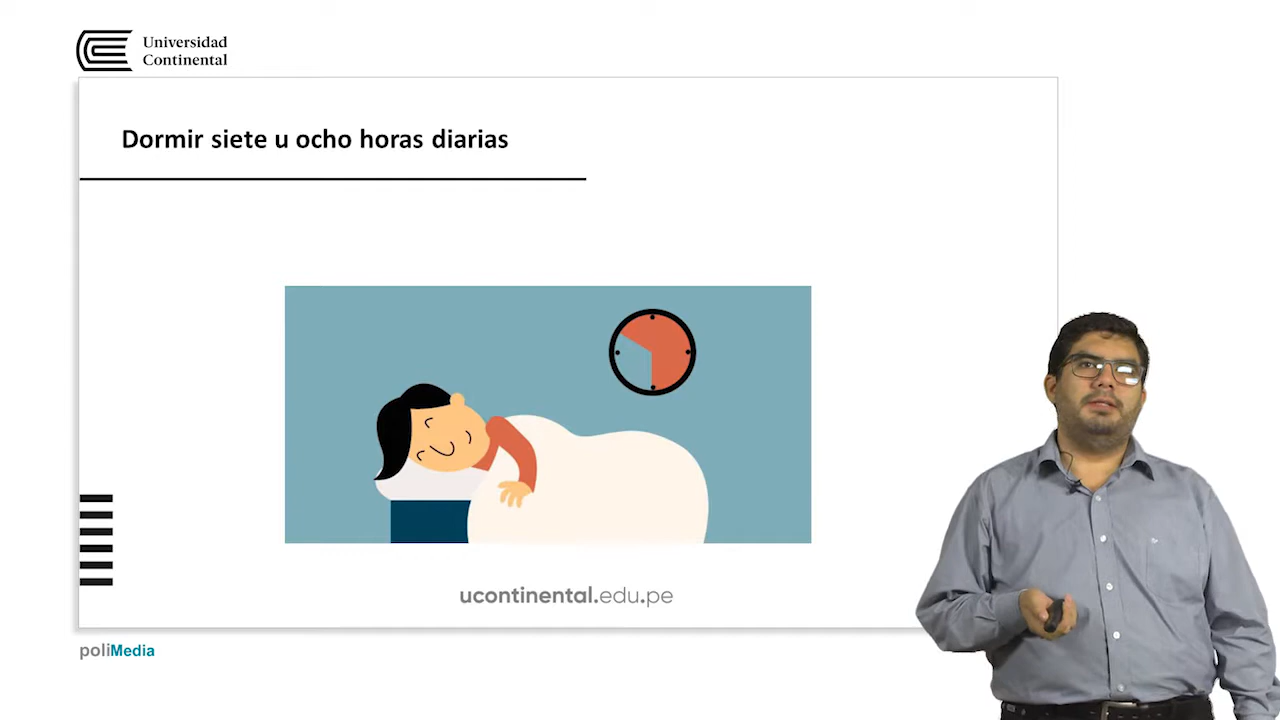 Universidad
Continental
Dormir siete u ocho horas diarias
ucontinental.edu.pe
poliMedia